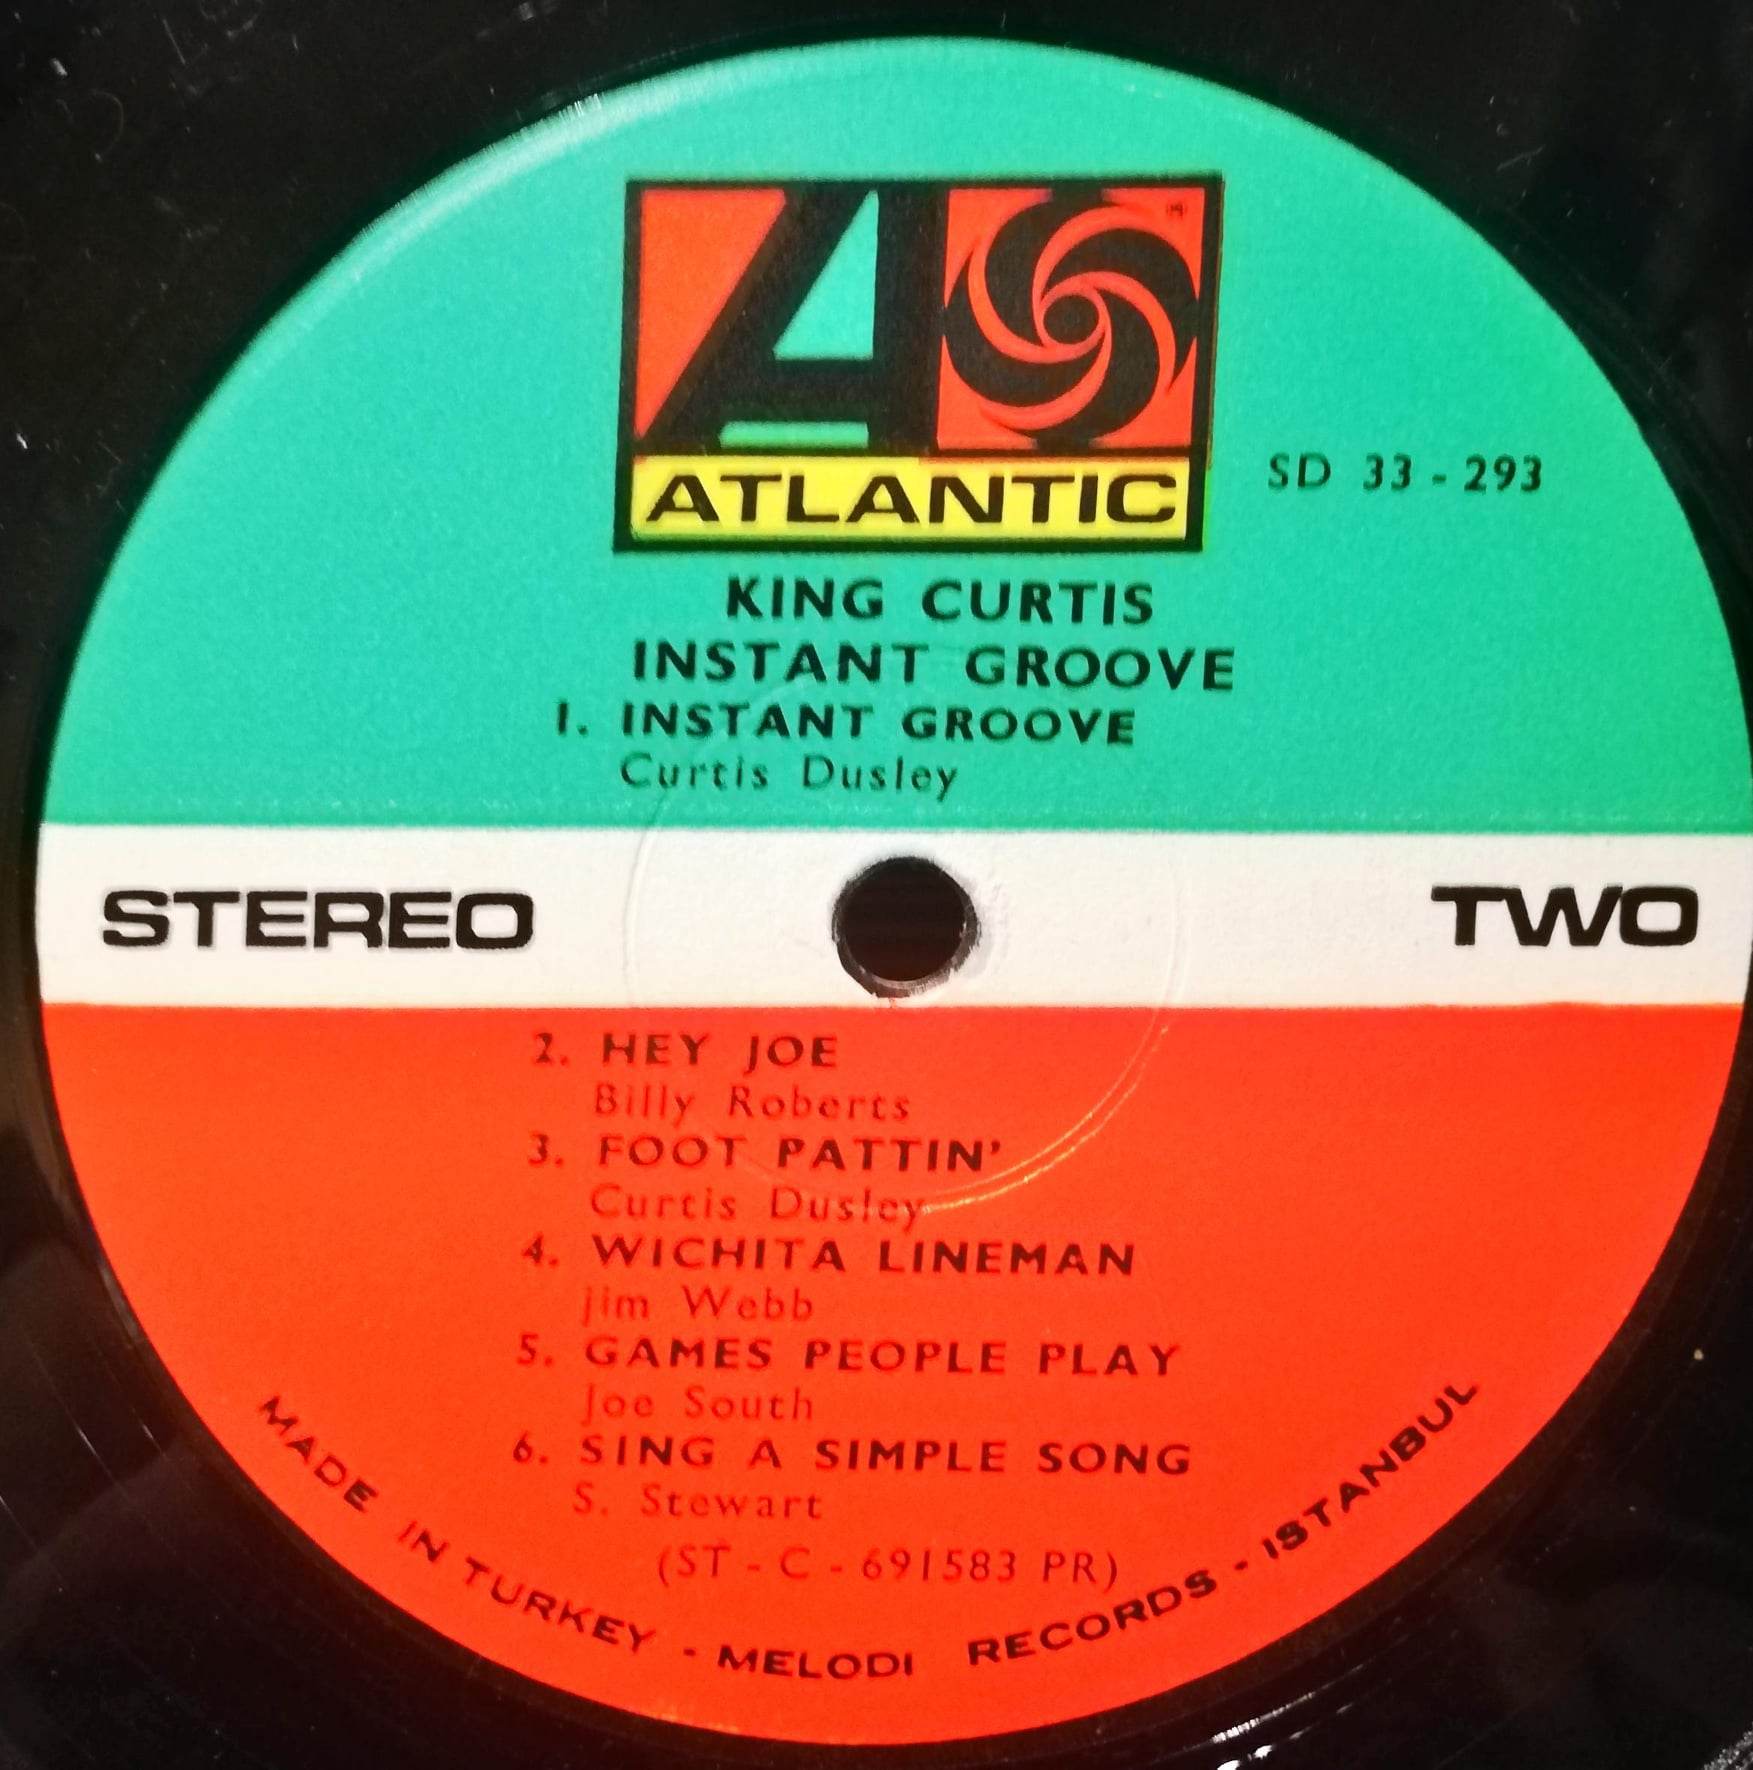 ATLANTIC
SD 33 - 293
KING CURTIS
INSTANT GROOVE
1. INSTANT GROOVE
Curtis Dusley
STEREO
TWO
2. HEY JOE
Billy Roberts
3. FOOT PATTIN'
Curtis Dusley
4. WICHITA LINEMAN
Jim Webb
5. GAMES PEOPLE PLAY
Joe South
6. SING A SIMPLE SONG
S. Stewart
(ST - C - 691583 PR)
MADE IN TURKEY - MELODI RECORDS - ISTANBUL